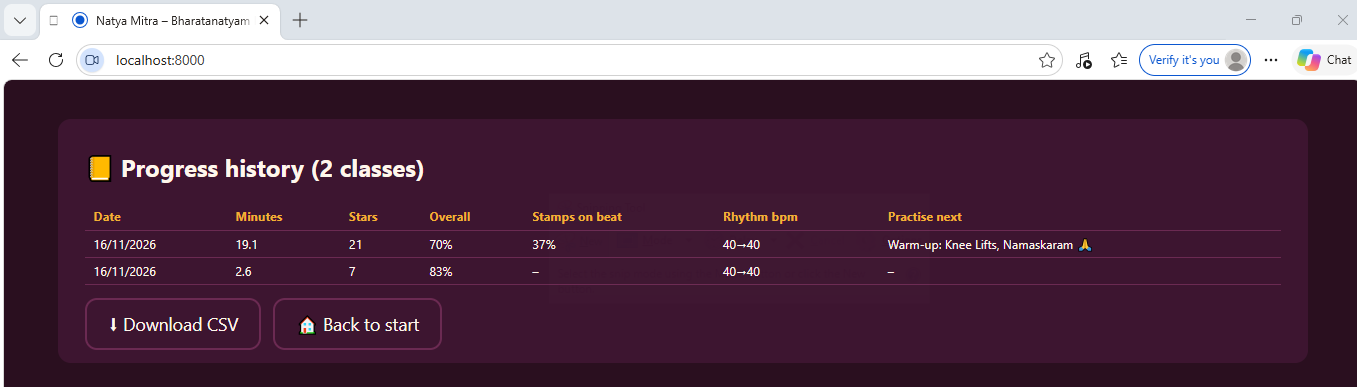 Natya Mitra – Bharatanatyam
localhost:8000
Verify it's you
Chat
Progress history (2 classes)
Date Minutes Stars Overall Stamps on beat Rhythm bpm Practise next
16/11/2026 19.1 21 70% 37% 40→40 Warm-up: Knee Lifts, Namaskaram 🙏
16/11/2026 2.6 7 83% – 40→40 –
⬇ Download CSV
🏠 Back to start